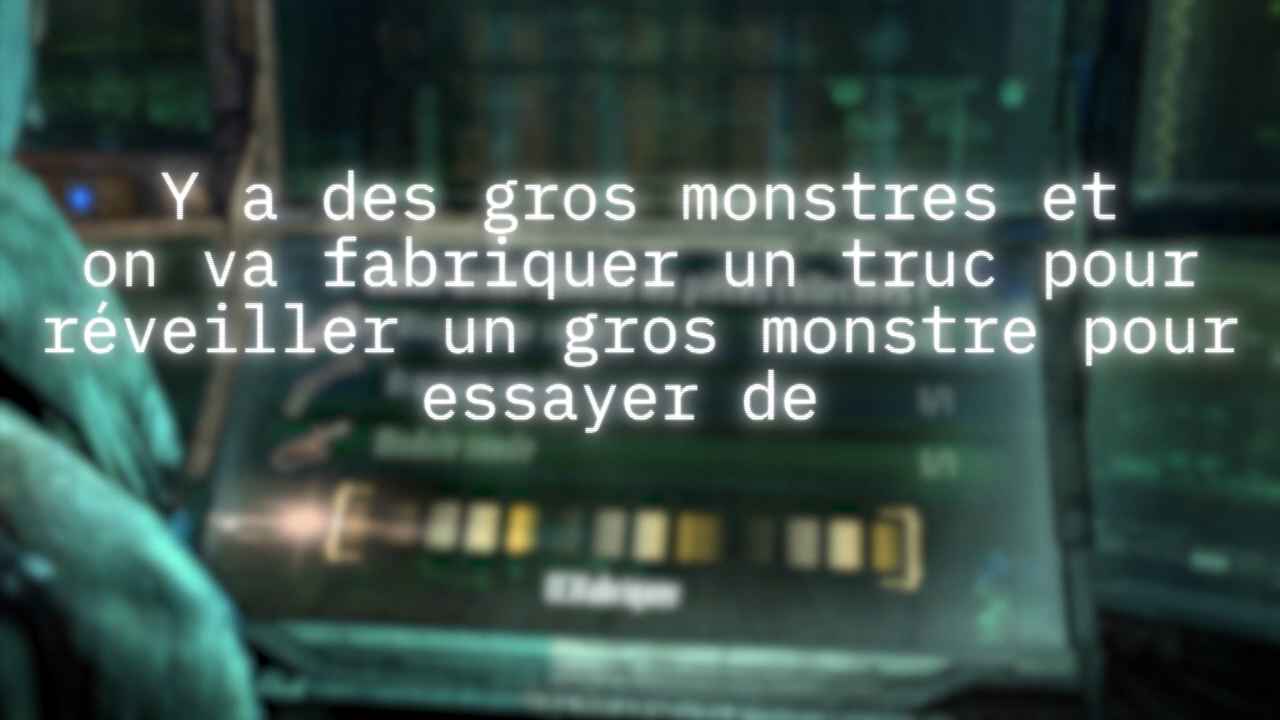 Y a des gros monstres et
on va fabriquer un truc pour
réveiller un gros monstre pour
essayer de